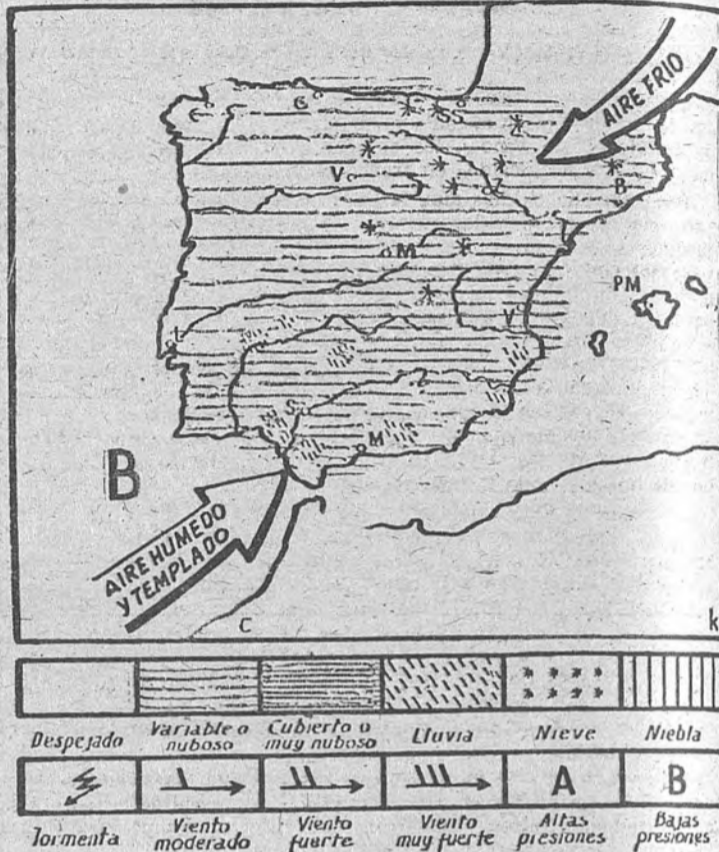 AIRE FRIO
SS
V
Z
B
M
PM
V
S
M
B
AIRE HUMEDO
Y TEMPLADO
C
k
Despejado
Variable o
nuboso
Cubierto o
muy nuboso
Lluvia
Nieve
Niebla
A
B
Tormenta
Viento
moderado
Viento
fuerte
Viento
muy fuerte
Altas
presiones
Bajas
presiones